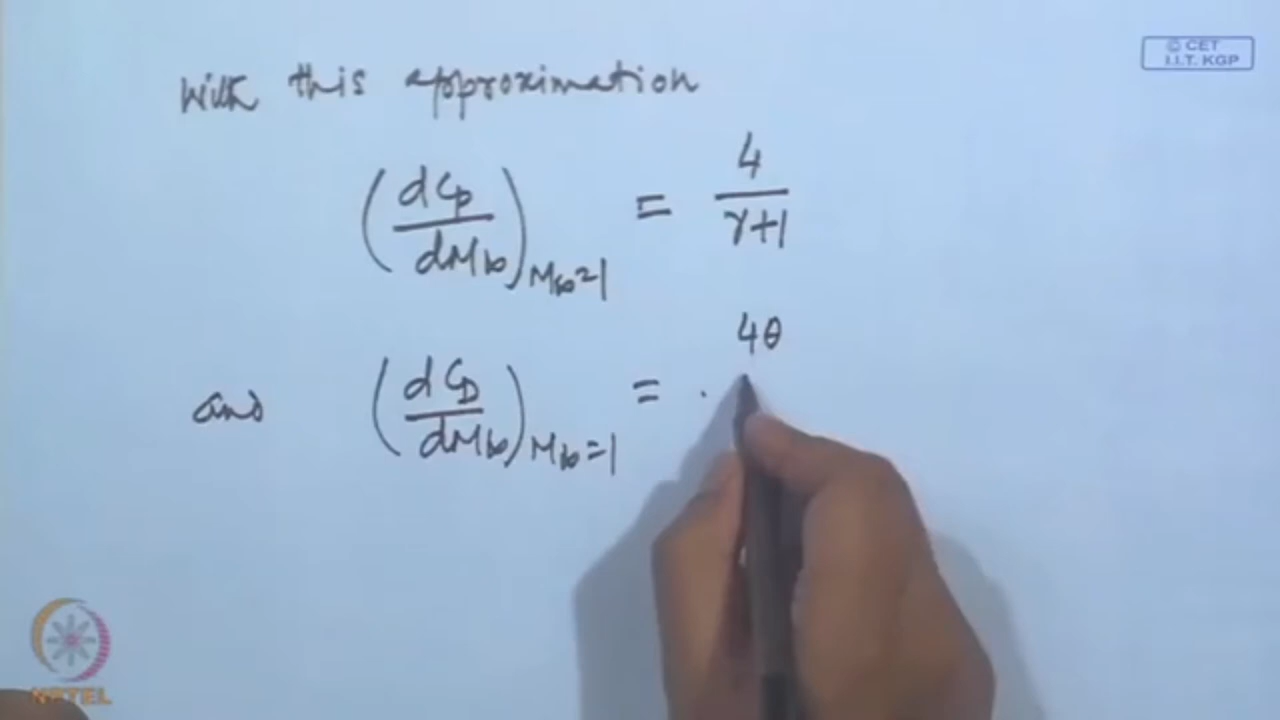 © CET
I.I.T. KGP
With this approximation
(dCp/dM∞)M∞=1 = 4/(γ+1)
and (dCD/dM∞)M∞=1 = 4θ
NPTEL